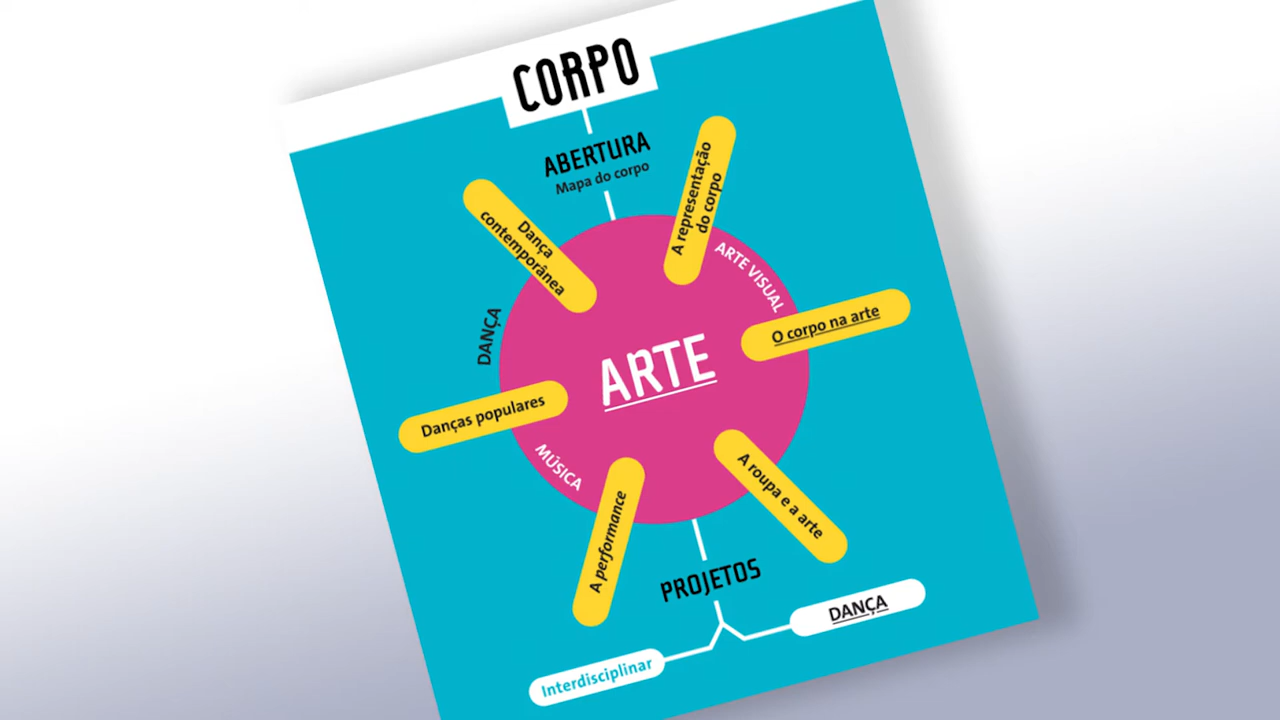 CORPO
ABERTURA
Mapa do corpo
A representação
do corpo
Dança
contemporânea
ARTE VISUAL
DANÇA
O corpo na arte
ARTE
Danças populares
MÚSICA
A roupa e a arte
A performance
PROJETOS
DANÇA
Interdisciplinar